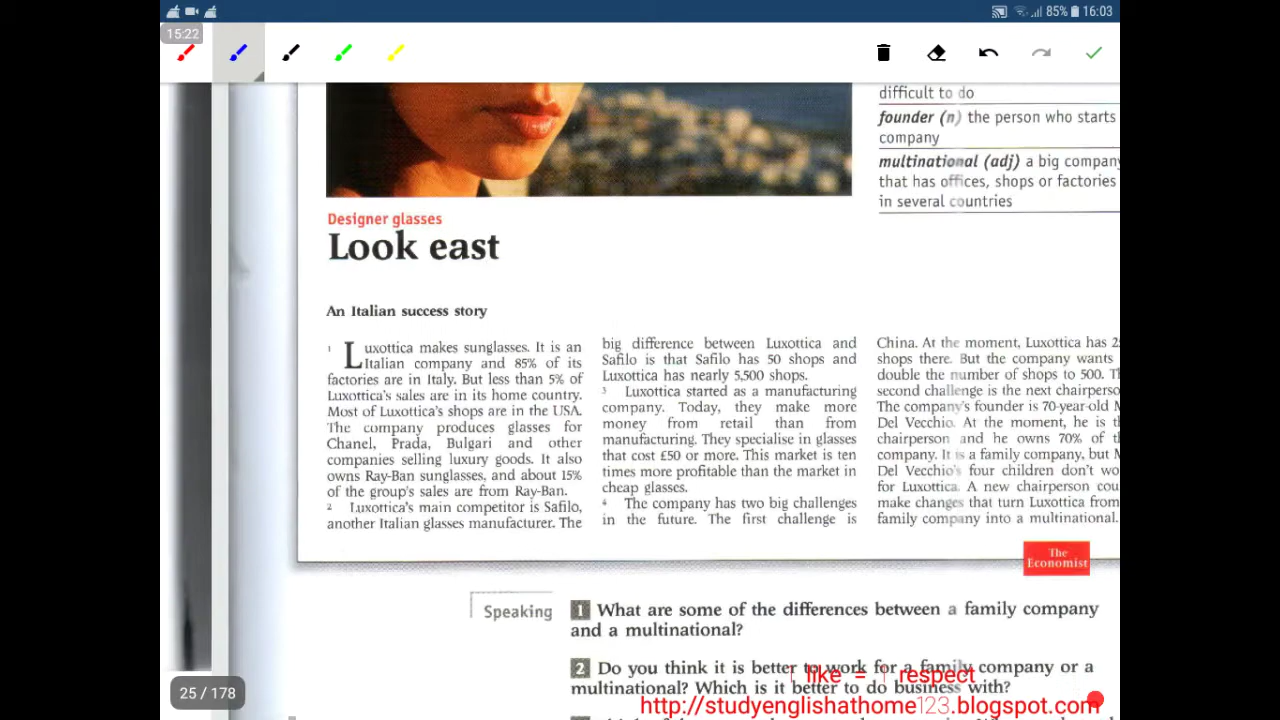 85% 16:03
15:22
difficult to do
founder (n) the person who starts
company
multinational (adj) a big company
that has offices, shops or factories
in several countries
Designer glasses
Look east
An Italian success story
1 Luxottica makes sunglasses. It is an
Italian company and 85% of its
factories are in Italy. But less than 5% of
Luxottica's sales are in its home country.
Most of Luxottica's shops are in the USA.
The company produces glasses for
Chanel, Prada, Bulgari and other
companies selling luxury goods. It also
owns Ray-Ban sunglasses, and about 15%
of the group's sales are from Ray-Ban.
2 Luxottica's main competitor is Safilo,
another Italian glasses manufacturer. The
big difference between Luxottica and
Safilo is that Safilo has 50 shops and
Luxottica has nearly 5,500 shops.
3 Luxottica started as a manufacturing
company. Today, they make more
money from retail than from
manufacturing. They specialise in glasses
that cost £50 or more. This market is ten
times more profitable than the market in
cheap glasses.
4 The company has two big challenges
in the future. The first challenge is
China. At the moment, Luxottica has
shops there. But the company wants
double the number of shops to 500.
second challenge is the next
The company's founder is 70-year-old
Del Vecchio. At the moment, he is
chairperson and he owns 70% of
company. It is a family company, but
Del Vecchio's four children don't
for Luxottica. A new chairperson
make changes that turn Luxottica from
family company into a multinational.
The
Economist
Speaking
1 What are some of the differences between a family company
and a multinational?
2 Do you think it is better to work for a family company or a
multinational? Which is it better to do business with?
1 like = 1 respect
http://studyenglishathome123.blogspot.com
25 / 178